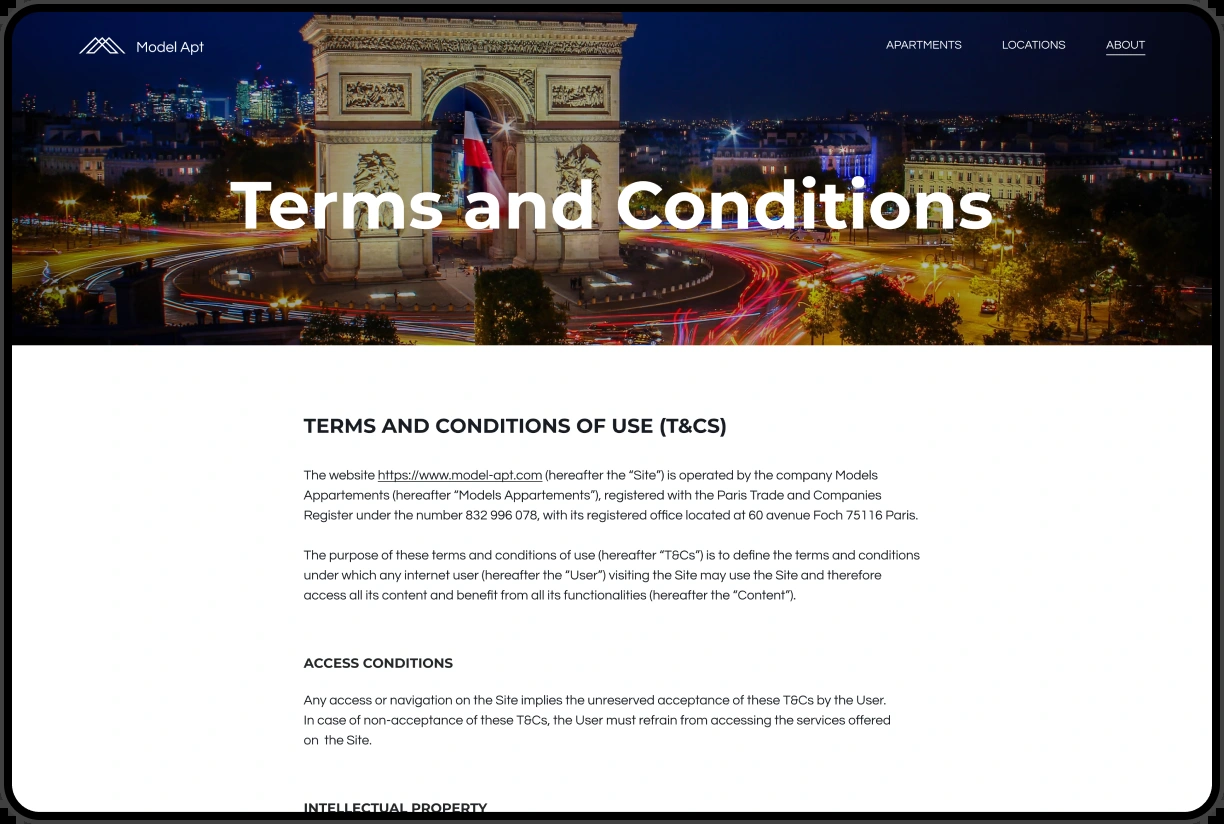 Model Apt
APARTMENTS
LOCATIONS
ABOUT
Terms and Conditions
TERMS AND CONDITIONS OF USE (T&CS)
The website https://www.model-apt.com (hereafter the “Site”) is operated by the company Models
Appartements (hereafter “Models Appartements”), registered with the Paris Trade and Companies
Register under the number 832 996 078, with its registered office located at 60 avenue Foch 75116 Paris.
The purpose of these terms and conditions of use (hereafter “T&Cs”) is to define the terms and conditions
under which any internet user (hereafter the “User”) visiting the Site may use the Site and therefore
access all its content and benefit from all its functionalities (hereafter the “Content”).
ACCESS CONDITIONS
Any access or navigation on the Site implies the unreserved acceptance of these T&Cs by the User.
In case of non-acceptance of these T&Cs, the User must refrain from accessing the services offered
on  the Site.
INTELLECTUAL PROPERTY